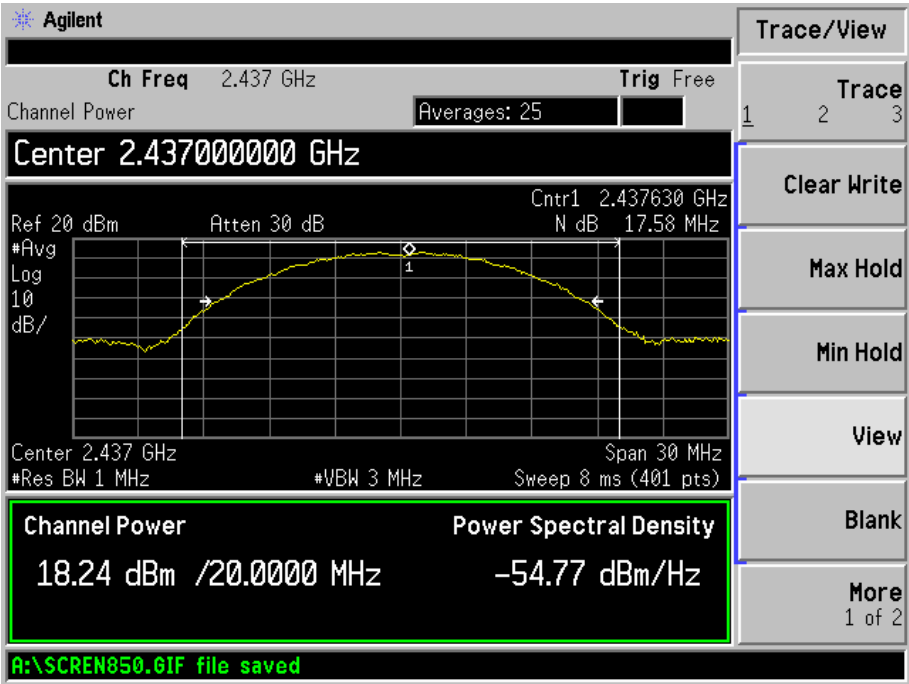 Agilent
Trace/View
Ch Freq 2.437 GHz Trig Free
Channel Power Averages: 25
Center 2.437000000 GHz
Cntr1 2.437630 GHz
Ref 20 dBm Atten 30 dB N dB 17.58 MHz
#Avg
Log
10
dB/
1
Center 2.437 GHz Span 30 MHz
#Res BW 1 MHz #VBW 3 MHz Sweep 8 ms (401 pts)
Channel Power Power Spectral Density
18.24 dBm /20.0000 MHz -54.77 dBm/Hz
A:\SCREN850.GIF file saved
Trace
1 2 3
Clear Write
Max Hold
Min Hold
View
Blank
More
1 of 2